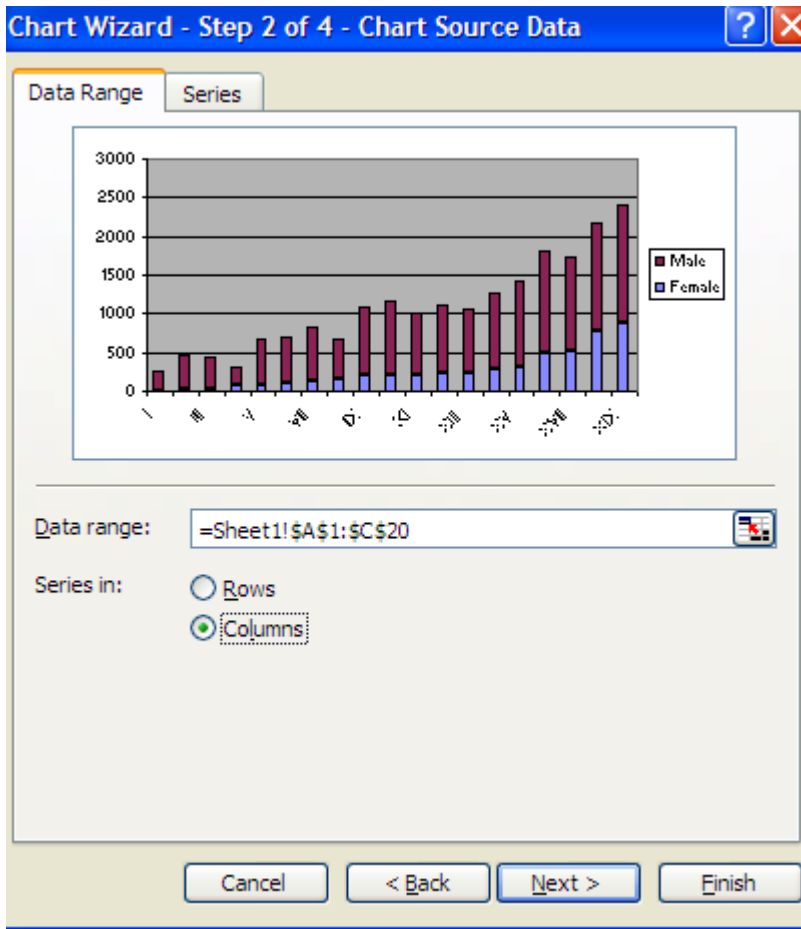 Chart Wizard - Step 2 of 4 - Chart Source Data
Data Range
Series
3000
2500
2000
1500
1000
500
0
Male
Female
Data range:
=Sheet1!$A$1:$C$20
Series in:
Rows
Columns
Cancel
< Back
Next >
Finish